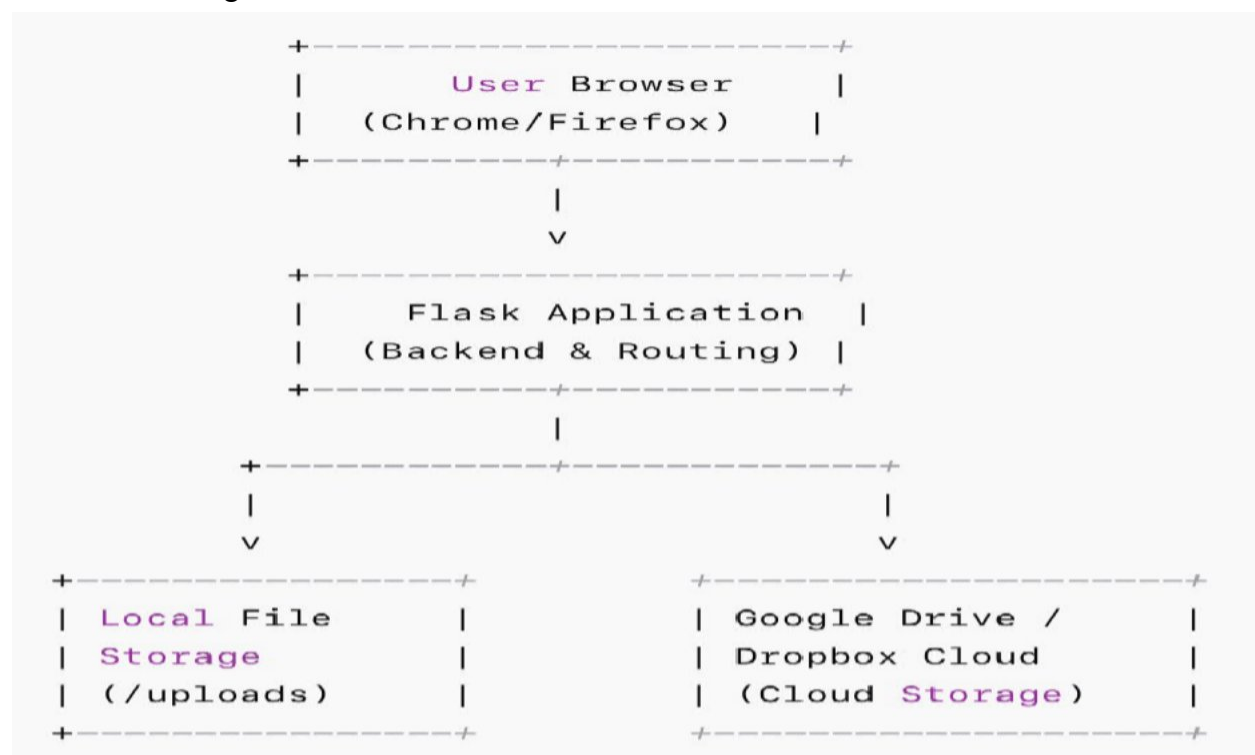 User Browser
(Chrome/Firefox)
Flask Application
(Backend & Routing)
Local File
Storage
(/uploads)
Google Drive /
Dropbox Cloud
(Cloud Storage)